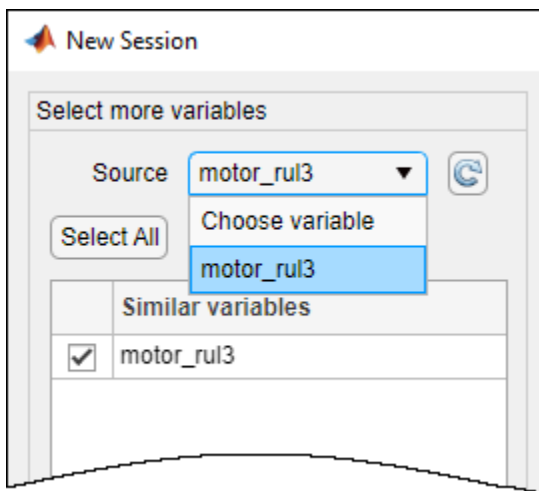 New Session
Select more variables
Source motor_rul3
Choose variable
Select All
motor_rul3
Similar variables
motor_rul3